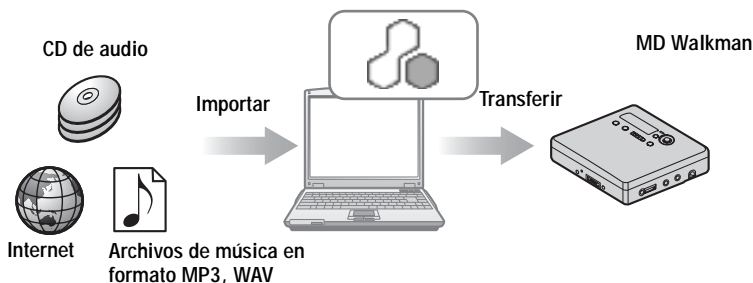 CD de audio
MD Walkman
Importar
Transferir
Internet
Archivos de música en
formato MP3, WAV